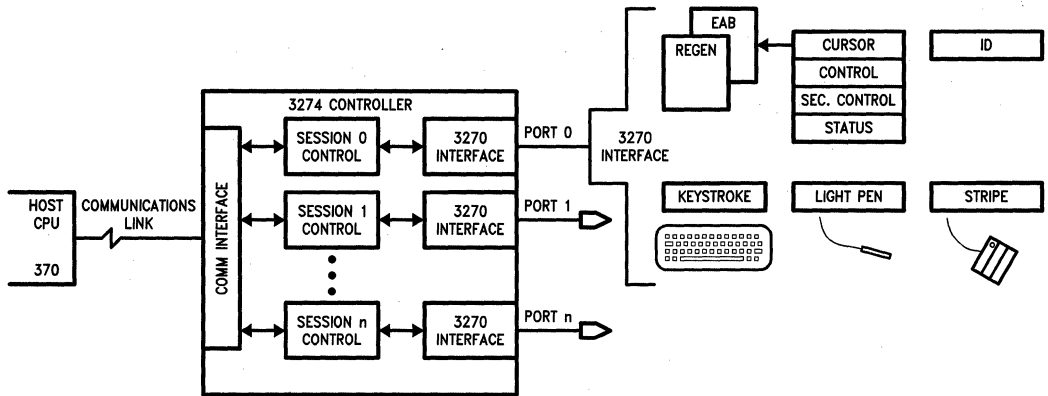 HOST
CPU
370
COMMUNICATIONS
LINK
3274 CONTROLLER
COMM INTERFACE
SESSION 0
CONTROL
3270
INTERFACE
PORT 0
SESSION 1
CONTROL
3270
INTERFACE
PORT 1
SESSION n
CONTROL
3270
INTERFACE
PORT n
3270
INTERFACE
EAB
REGEN
CURSOR
CONTROL
SEC. CONTROL
STATUS
ID
KEYSTROKE
LIGHT PEN
STRIPE